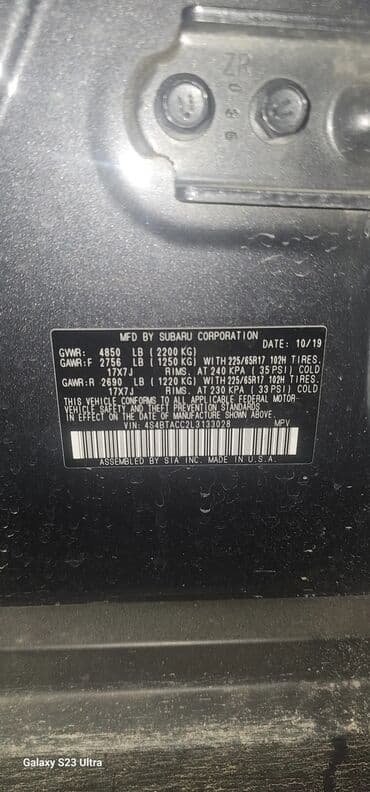 ZR
036
MFD BY SUBARU CORPORATION DATE: 10/19
GVWR: 4850 LB (2200 KG)
GAWR:F 2756 LB (1250 KG) WITH 225/65R17 102H TIRES.
17X7J RIMS. AT 240 KPA (35 PSI) COLD
GAWR:R 2690 LB (1220 KG) WITH 225/65R17 102H TIRES.
17X7J RIMS. AT 230 KPA (33 PSI) COLD
THIS VEHICLE CONFORMS TO ALL APPLICABLE FEDERAL MOTOR-
VEHICLE SAFETY AND THEFT PREVENTION STANDARDS
IN EFFECT ON THE DATE OF MANUFACTURE SHOWN ABOVE.
VIN: 4S4BTACC2L3133028 MPV
ASSEMBLED BY SIA INC. MADE IN U.S.A.
Galaxy S23 Ultra